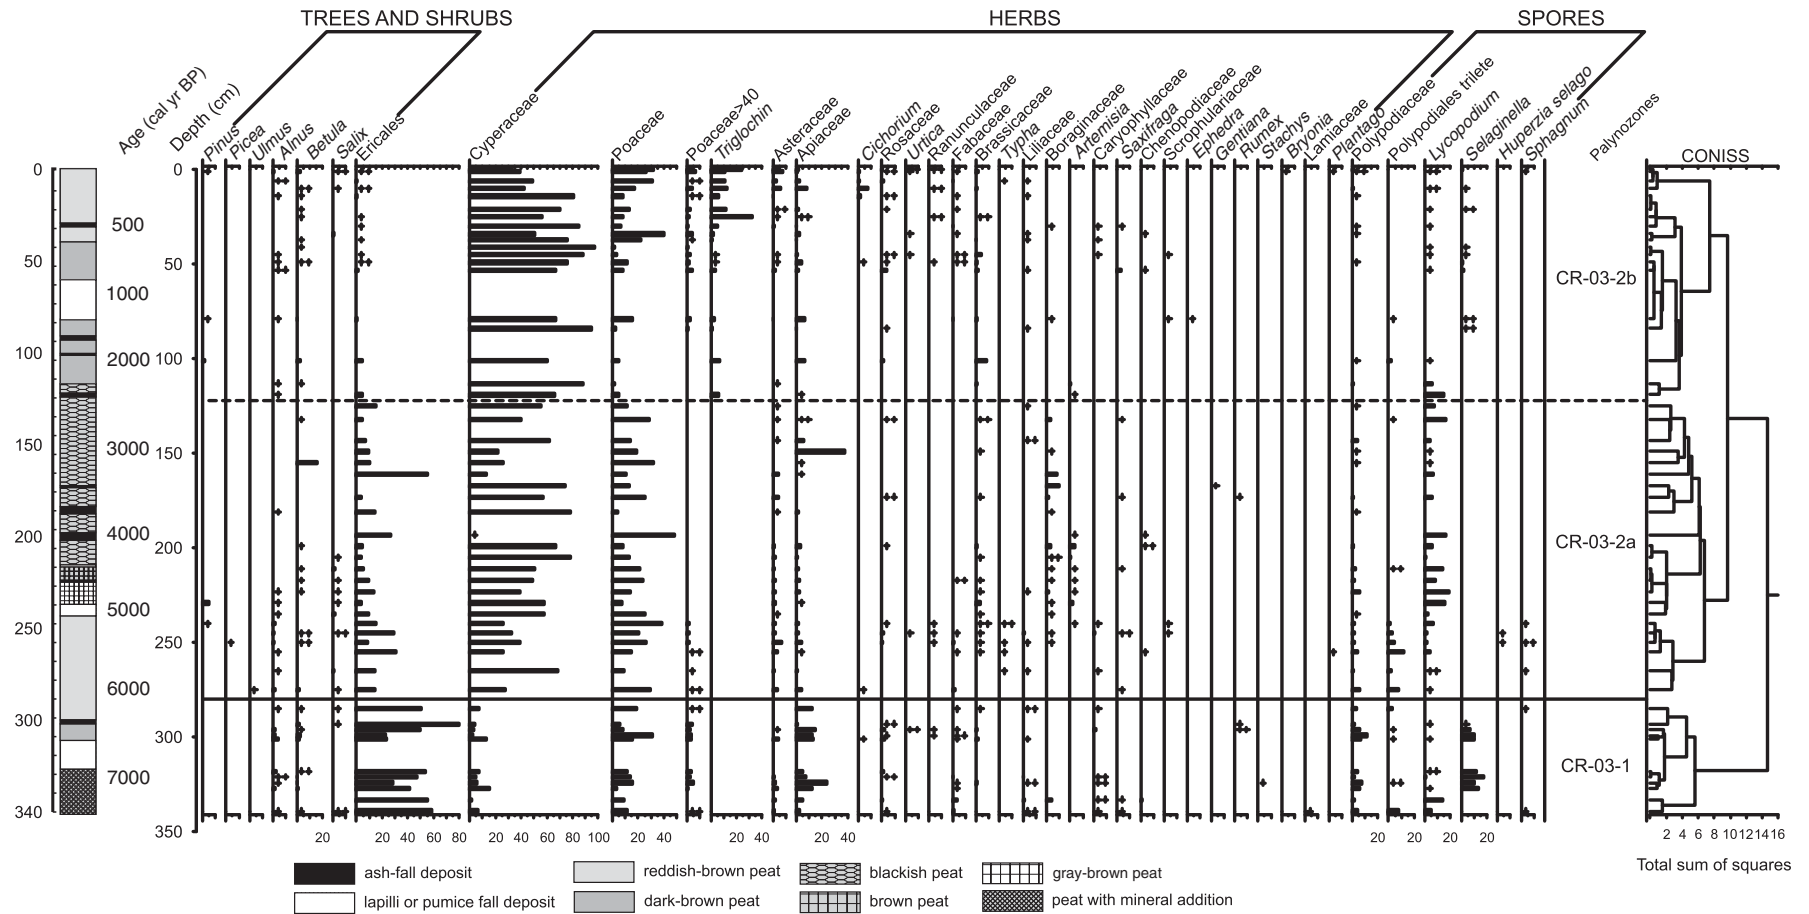 TREES AND SHRUBS
HERBS
SPORES
Age (cal yr BP)
Depth (cm)
Pinus
Picea
Ulmus
Alnus
Betula
Salix
Ericales
Cyperaceae
Poaceae
Poaceae>40
Triglochin
Asteraceae
Apiaceae
Cichorium
Rosaceae
Urtica
Ranunculaceae
Fabaceae
Brassicaceae
Typha
Liliaceae
Boraginaceae
Artemisia
Caryophyllaceae
Saxifraga
Chenopodiaceae
Scrophulariaceae
Ephedra
Gentiana
Rumex
Stachys
Bryonia
Lamiaceae
Plantago
Polypodiaceae
Polypodiales trilete
Lycopodium
Selaginella
Huperzia selago
Sphagnum
Palynozones
CONISS
0
50
100
150
200
250
300
340
500
1000
2000
3000
4000
5000
6000
7000
0
50
100
150
200
250
300
350
CR-03-2b
CR-03-2a
CR-03-1
20 20 40 60 80 20 40 60 80 100 20 40 20 40 20 40 20 20 20 20 2 4 6 8 10 12 14 16
Total sum of squares
ash-fall deposit
reddish-brown peat
blackish peat
gray-brown peat
lapilli or pumice fall deposit
dark-brown peat
brown peat
peat with mineral addition